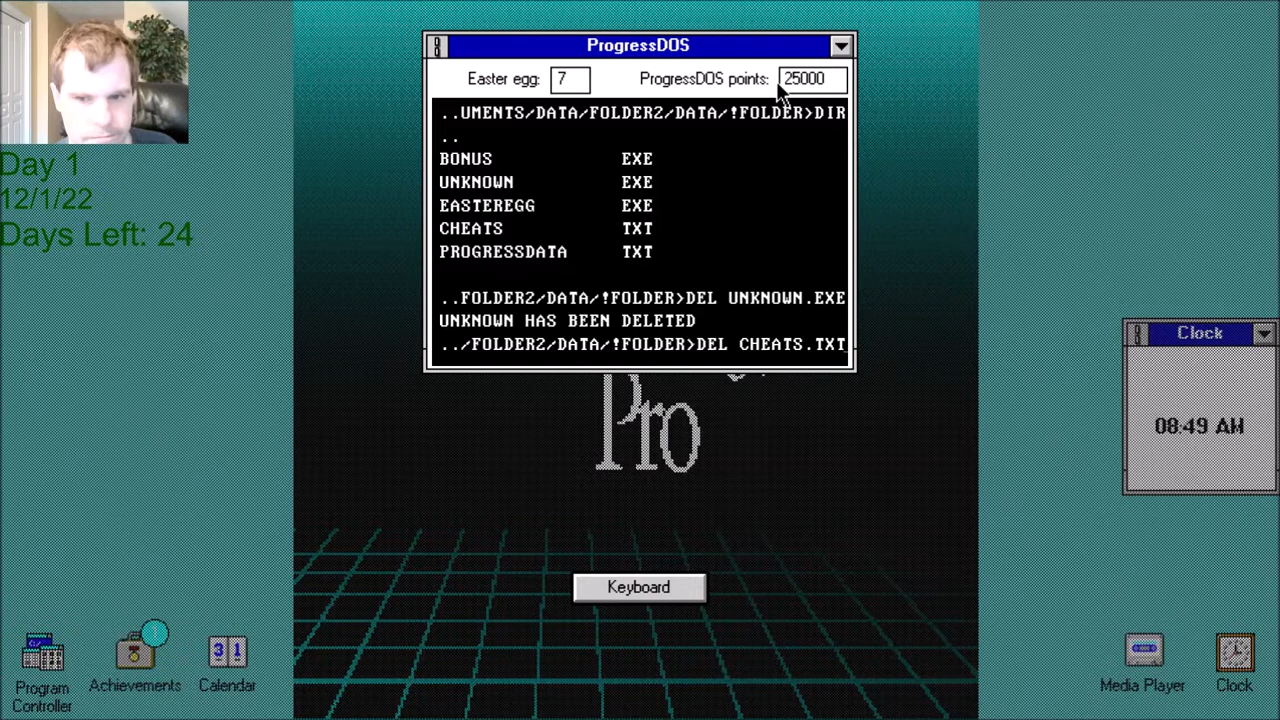 Day 1
12/1/22
Days Left: 24
ProgressDOS
Easter egg: 7
ProgressDOS points: 25000
..UMENTS/DATA/FOLDER2/DATA/!FOLDER>DIR
..
BONUS EXE
UNKNOWN EXE
EASTEREGG EXE
CHEATS TXT
PROGRESSDATA TXT
..FOLDER2/DATA/!FOLDER>DEL UNKNOWN.EXE
UNKNOWN HAS BEEN DELETED
../FOLDER2/DATA/!FOLDER>DEL CHEATS.TXT_
Pro
Keyboard
Clock
08:49 AM
Program
Controller
Achievements
31
Calendar
Media Player
Clock